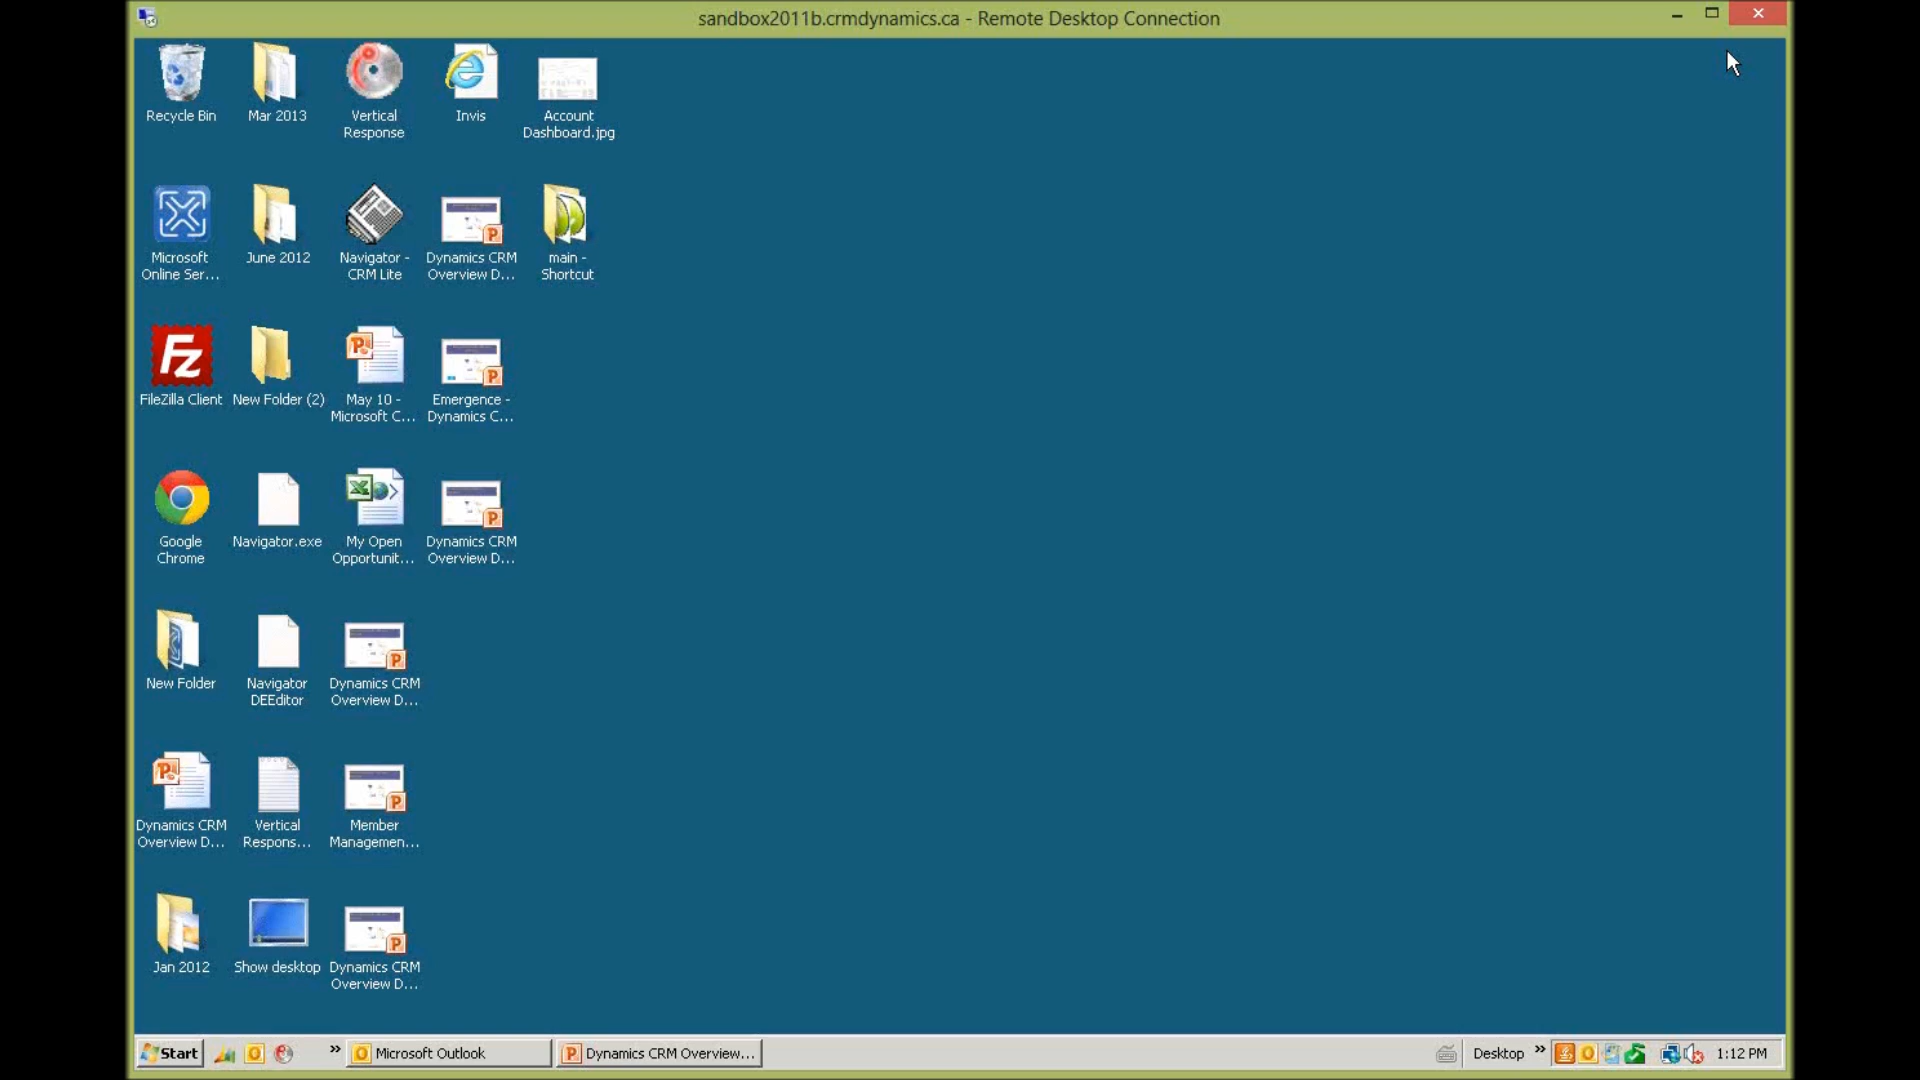 sandbox2011b.crmdynamics.ca - Remote Desktop Connection
Recycle Bin
Mar 2013
Vertical
Response
Invis
Account
Dashboard.jpg
Microsoft
Online Ser...
June 2012
Navigator -
CRM Lite
Dynamics CRM
Overview D...
main -
Shortcut
FileZilla Client
New Folder (2)
May 10 -
Microsoft C...
Emergence -
Dynamics C...
Google
Chrome
Navigator.exe
My Open
Opportunit...
Dynamics CRM
Overview D...
New Folder
Navigator
DEEditor
Dynamics CRM
Overview D...
Dynamics CRM
Overview D...
Vertical
Respons...
Member
Managemen...
Jan 2012
Show desktop
Dynamics CRM
Overview D...
Start
Microsoft Outlook
Dynamics CRM Overview...
Desktop
1:12 PM